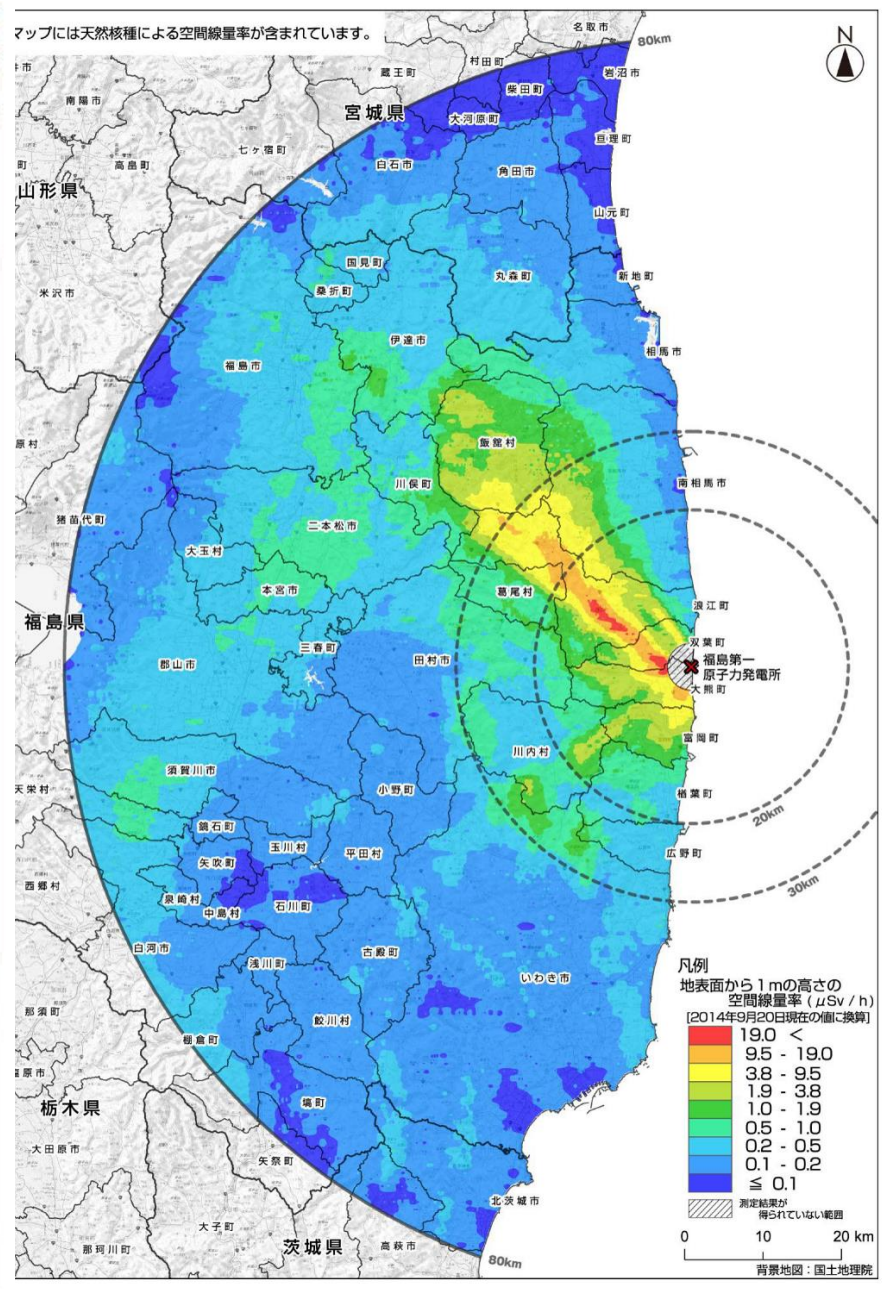 マップには天然核種による空間線量率が含まれています。
名取市
80km
N
村田町
岩沼市
蔵王町
柴田町
南陽市
宮城県
大河原町
亘理町
七ヶ宿町
高畠町
白石市
角田市
山形県
山元町
国見町
丸森町
新地町
米沢市
桑折町
伊達市
相馬市
福島市
飯舘村
原村
川俣町
南相馬市
猪苗代町
二本松市
大玉村
本宮市
葛尾村
浪江町
福島県
三春町
双葉町
郡山市
田村市
福島第一
原子力発電所
大熊町
富岡町
川内村
須賀川市
天栄村
小野町
楢葉町
20km
鏡石町
玉川村
平田村
広野町
矢吹町
西郷村
泉崎村
石川町
30km
中島村
白河市
古殿町
浅川町
いわき市
那須町
鮫川村
棚倉町
塙町
栃木県
大田原市
矢祭町
北茨城市
大子町
茨城県
高萩市
那珂川町
80km
凡例
地表面から1mの高さの
空間線量率 (μSv / h)
[2014年9月20日現在の値に換算]
19.0 <
9.5 - 19.0
3.8 - 9.5
1.9 - 3.8
1.0 - 1.9
0.5 - 1.0
0.2 - 0.5
0.1 - 0.2
≦ 0.1
測定結果が
得られていない範囲
0 10 20 km
背景地図：国土地理院